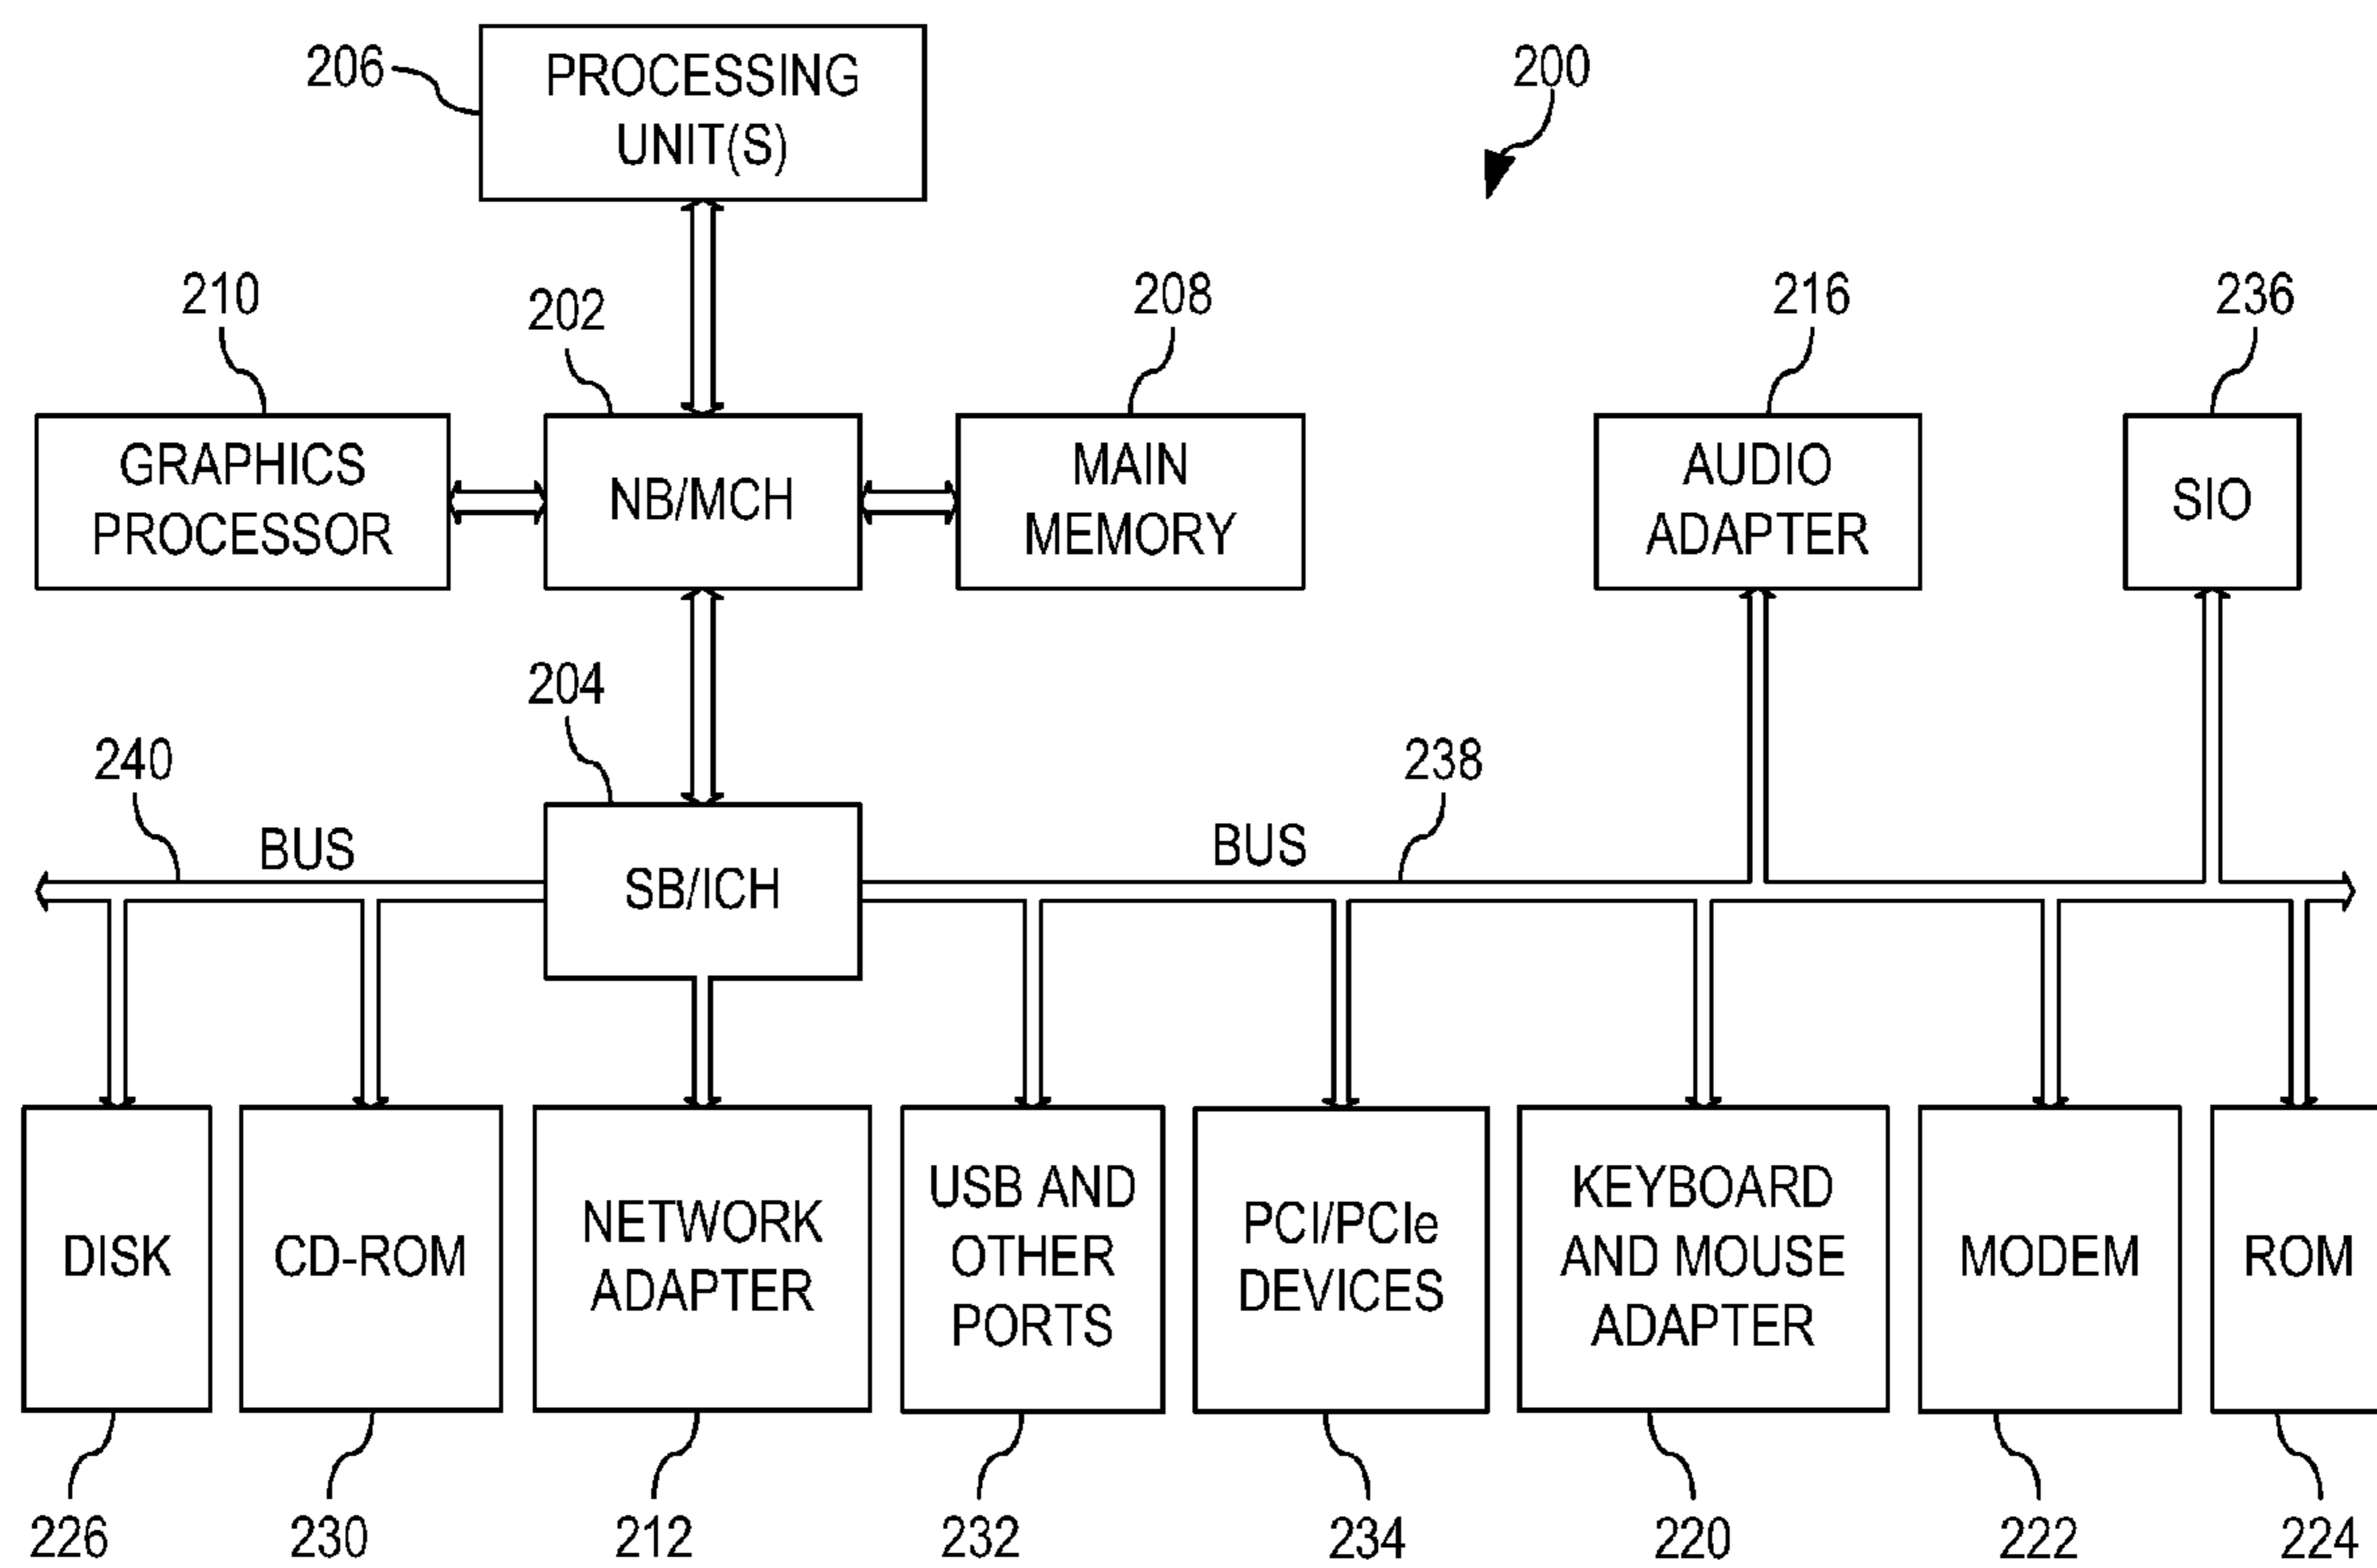 206
PROCESSING
UNIT(S)
200
210
202
208
216
236
GRAPHICS
PROCESSOR
NB/MCH
MAIN
MEMORY
AUDIO
ADAPTER
SIO
204
240
238
BUS
BUS
SB/ICH
DISK
CD-ROM
NETWORK
ADAPTER
USB AND
OTHER
PORTS
PCI/PCIe
DEVICES
KEYBOARD
AND MOUSE
ADAPTER
MODEM
ROM
226
230
212
232
234
220
222
224